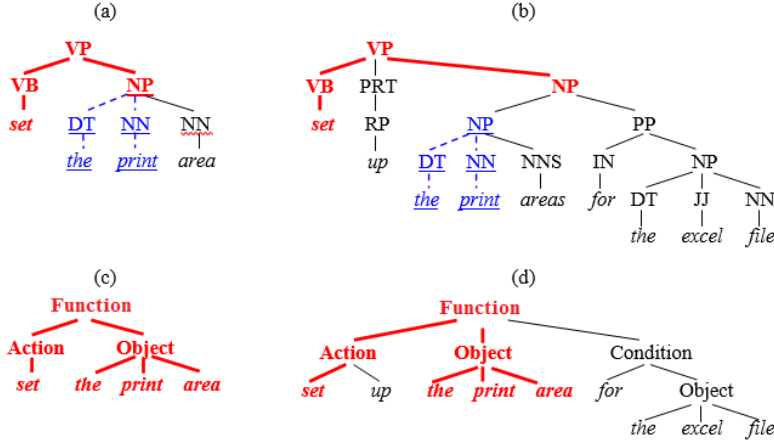 (a) (b)
VP VP
VB NP VB PRT NP
set DT NN NN set RP NP PP
the print area up DT NN NNS IN NP
the print areas for DT JJ NN
the excel file
(c) (d)
Function Function
Action Object Action Object Condition
set the print area set up the print area for Object
the excel file